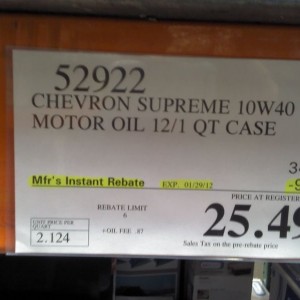 52922
CHEVRON SUPREME 10W40
MOTOR OIL 12/1 QT CASE
Mfr's Instant Rebate EXP. 01/29/12
PRICE AT REGISTER
REBATE LIMIT
6
25.49
UNIT PRICE PER
QUART
2.124
+OIL FEE .87
Sales Tax on the pre-rebate price